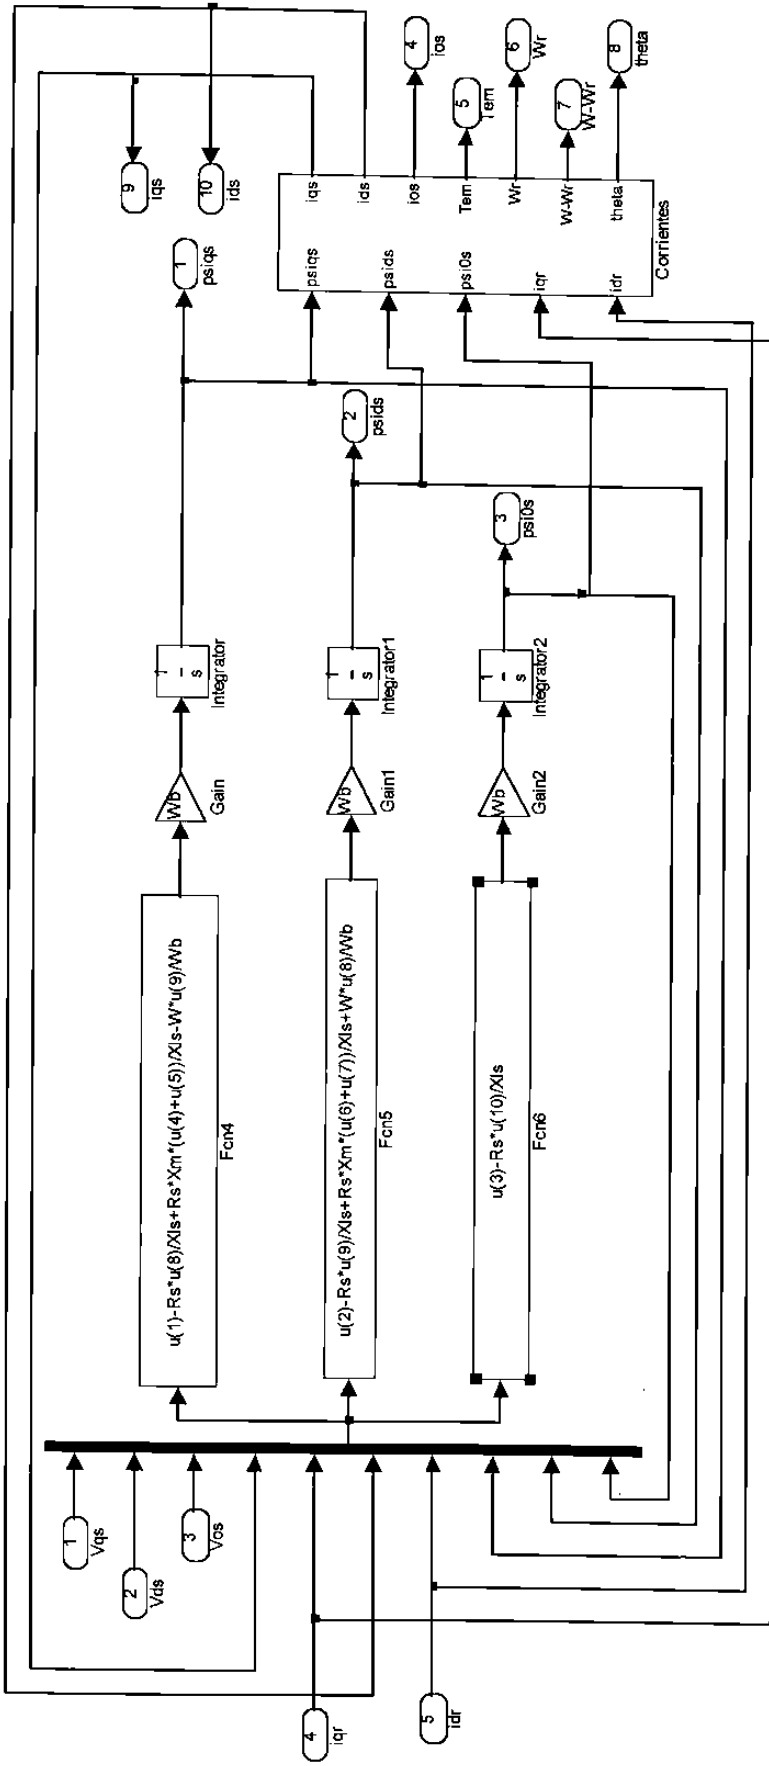 1
Vqs
2
Vds
3
Vos
4
iqr
5
idr
u(1)-Rs*u(8)/Xls+Rs*Xm*(u(4)+u(5))/Xls-W*u(9)/Wb
Fcn4
u(2)-Rs*u(9)/Xls+Rs*Xm*(u(6)+u(7))/Xls+W*u(8)/Wb
Fcn5
u(3)-Rs*u(10)/Xls
Fcn6
Wb
Gain
Wb
Gain1
Wb
Gain2
1
s
Integrator
1
s
Integrator1
1
s
Integrator2
1
psiqs
2
psids
3
psi0s
9
iqs
10
ids
psiqs
psids
psi0s
iqr
idr
iqs
ids
ios
Tem
Wr
W-Wr
theta
Corrientes
4
ios
5
Tem
6
Wr
7
W-Wr
8
theta